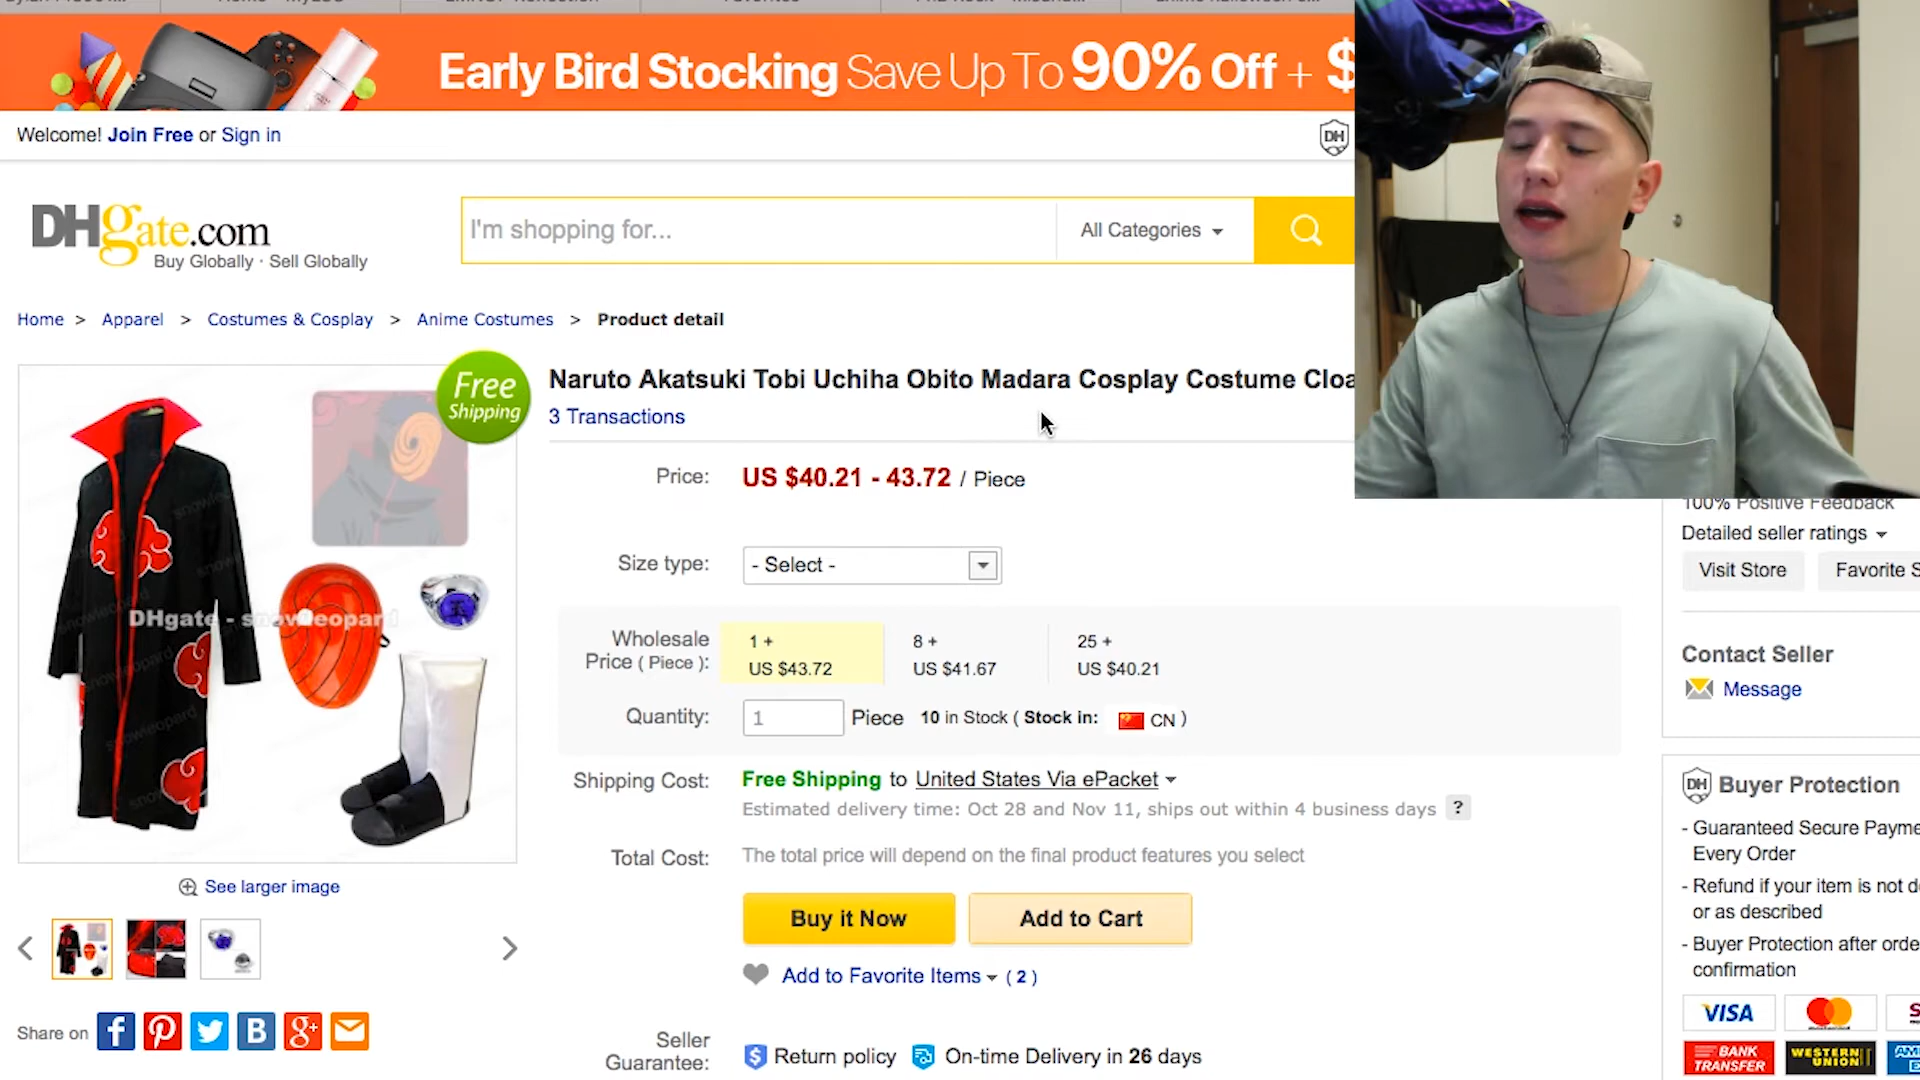 Early Bird Stocking Save Up To 90% Off + $
Welcome! Join Free or Sign in
DH
DHgate.com
Buy Globally · Sell Globally
I'm shopping for...
All Categories
Home > Apparel > Costumes & Cosplay > Anime Costumes > Product detail
Free
Shipping
Naruto Akatsuki Tobi Uchiha Obito Madara Cosplay Costume Cloa
3 Transactions
Price: US $40.21 - 43.72 / Piece
Size type: - Select -
DHgate - snowleopard
Wholesale
Price ( Piece ):
1 +
US $43.72
8 +
US $41.67
25 +
US $40.21
Quantity: 1 Piece 10 in Stock ( Stock in: CN )
Shipping Cost: Free Shipping to United States Via ePacket
Estimated delivery time: Oct 28 and Nov 11, ships out within 4 business days ?
Total Cost: The total price will depend on the final product features you select
See larger image
Buy it Now
Add to Cart
Add to Favorite Items ( 2 )
Share on
Seller
Guarantee:
Return policy
On-time Delivery in 26 days
100% Positive Feedback
Detailed seller ratings
Visit Store
Favorite S
Contact Seller
Message
DH Buyer Protection
- Guaranteed Secure Payme
Every Order
- Refund if your item is not d
or as described
- Buyer Protection after orde
confirmation
VISA
BANK
TRANSFER
WESTERN
UNION